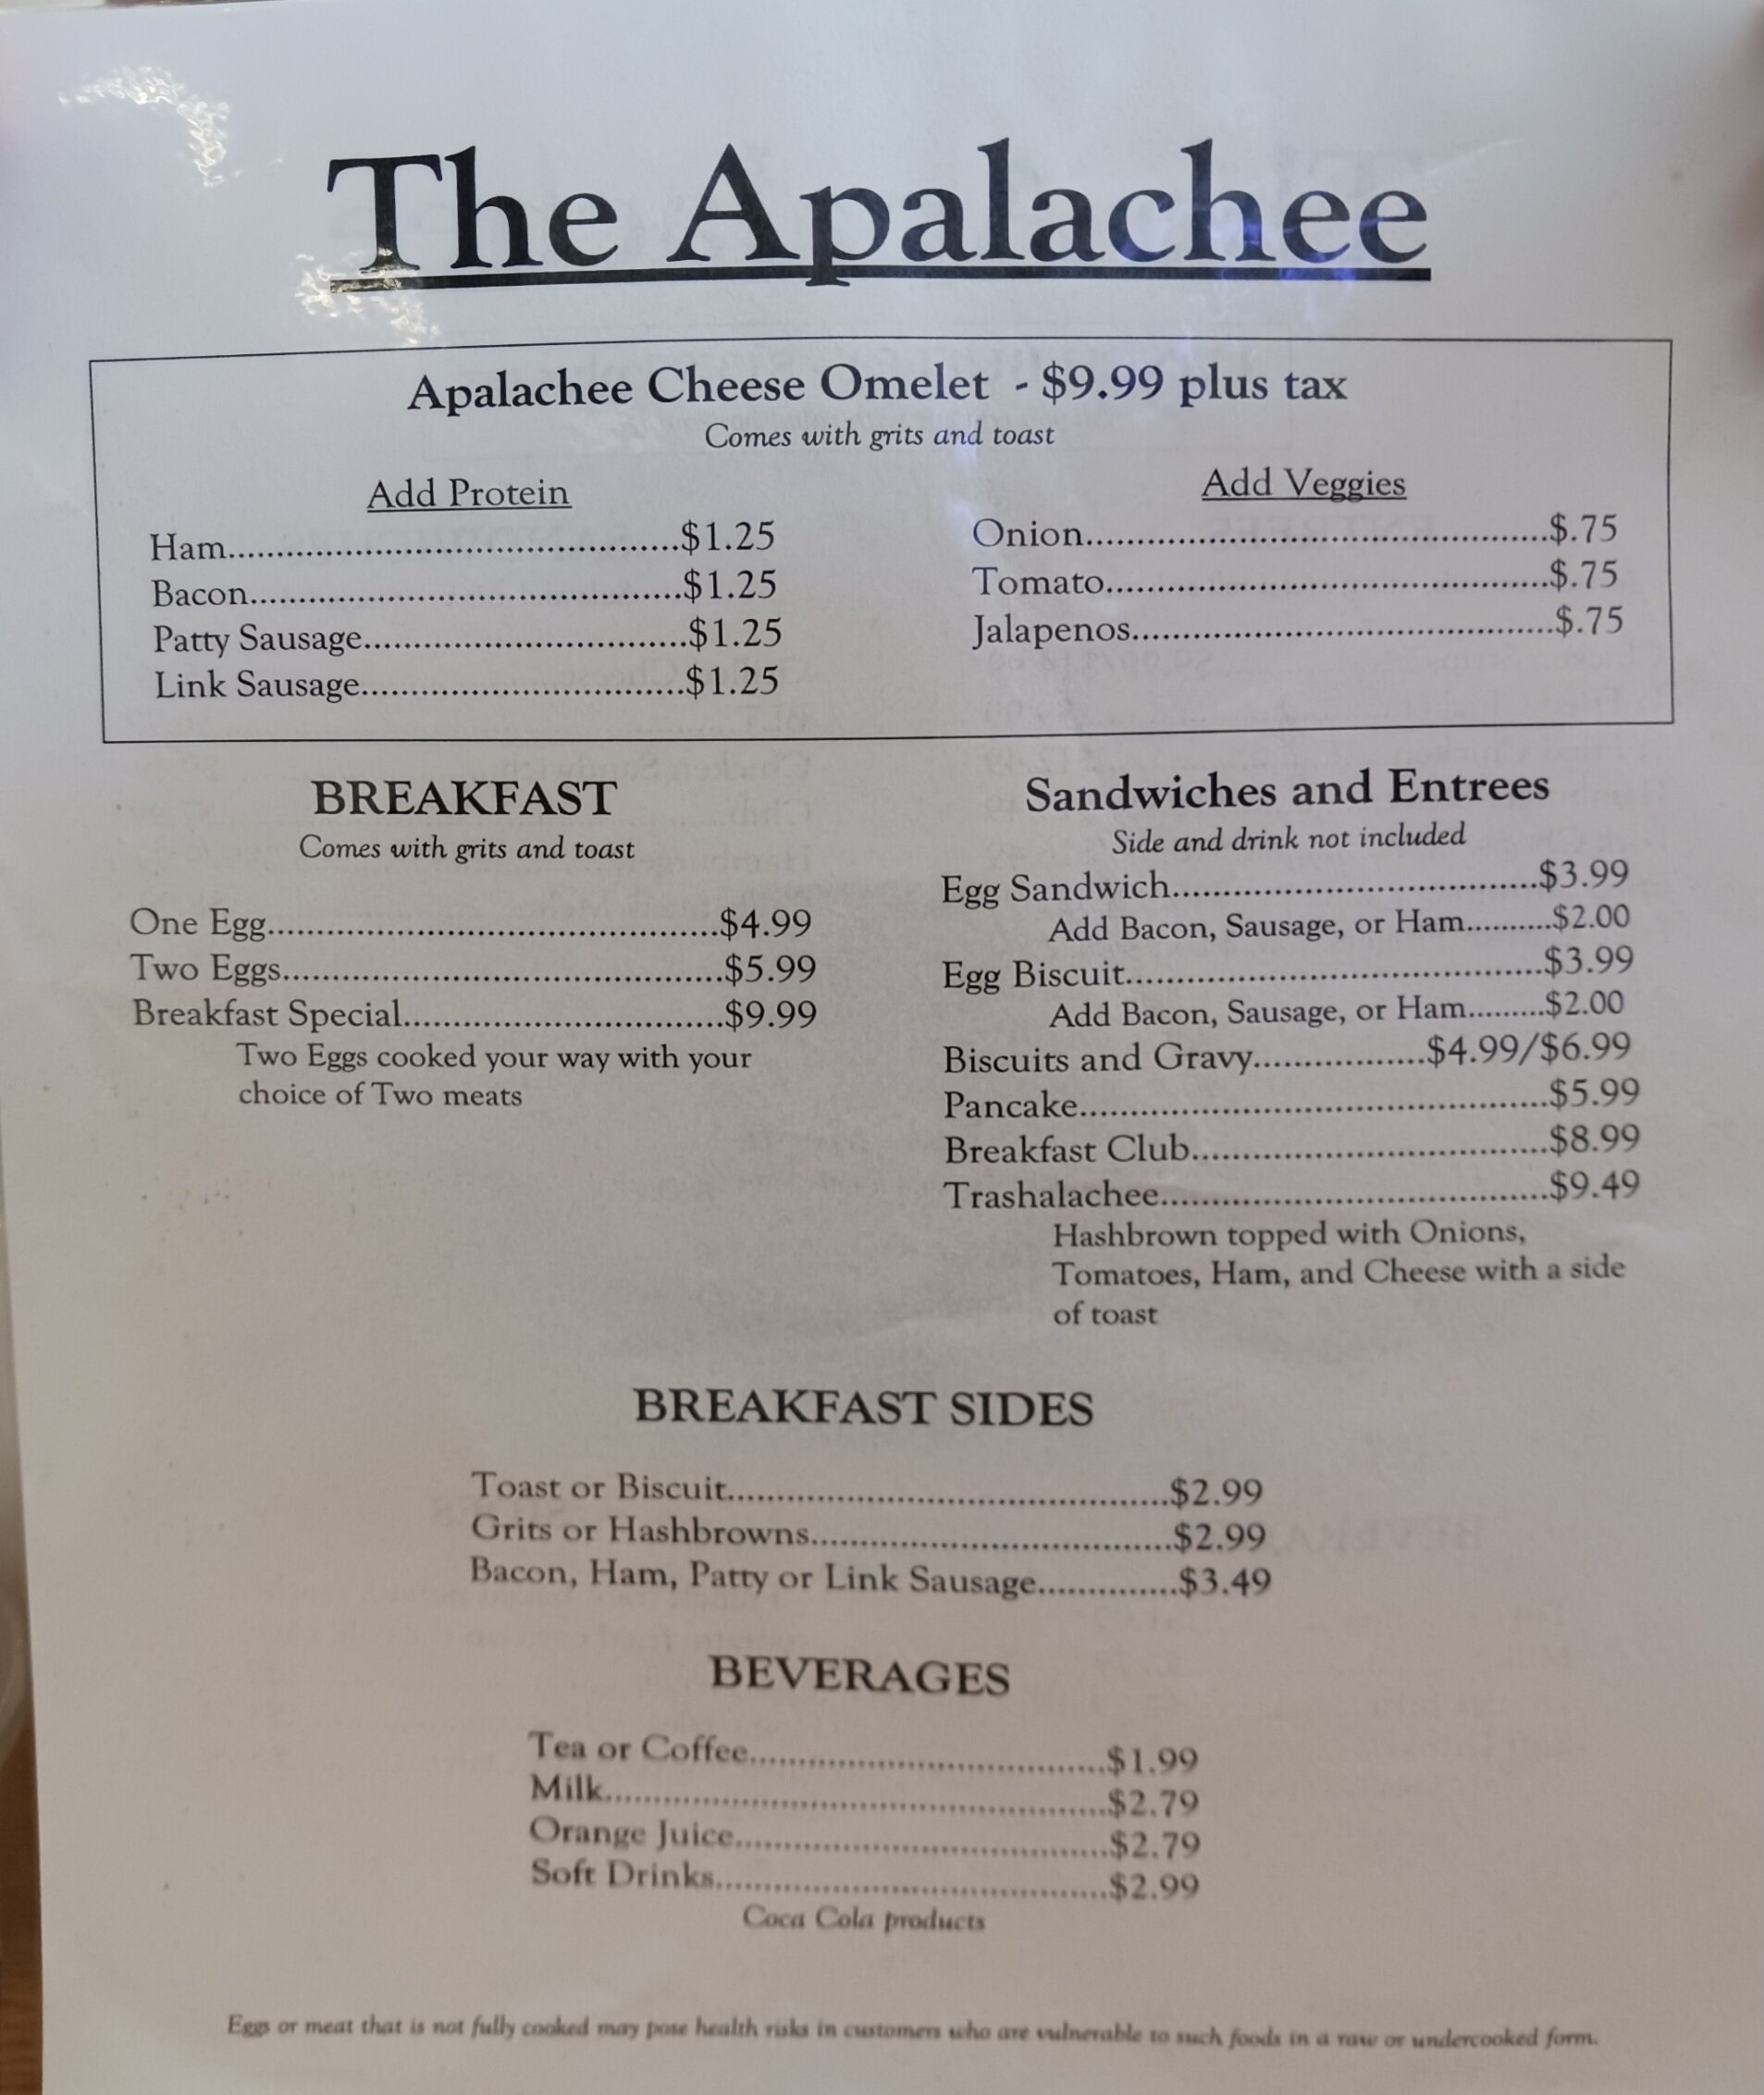 The Apalachee
Apalachee Cheese Omelet - $9.99 plus tax
Comes with grits and toast
Add Protein
Ham.............................................$1.25
Bacon...........................................$1.25
Patty Sausage................................$1.25
Link Sausage................................$1.25
Add Veggies
Onion..............................................$.75
Tomato............................................$.75
Jalapenos..........................................$.75
BREAKFAST
Comes with grits and toast
One Egg.............................................$4.99
Two Eggs............................................$5.99
Breakfast Special................................$9.99
Two Eggs cooked your way with your
choice of Two meats
Sandwiches and Entrees
Side and drink not included
Egg Sandwich.....................................$3.99
Add Bacon, Sausage, or Ham..........$2.00
Egg Biscuit..........................................$3.99
Add Bacon, Sausage, or Ham.........$2.00
Biscuits and Gravy.................$4.99/$6.99
Pancake...............................................$5.99
Breakfast Club....................................$8.99
Trashalachee.......................................$9.49
Hashbrown topped with Onions,
Tomatoes, Ham, and Cheese with a side
of toast
BREAKFAST SIDES
Toast or Biscuit............................................$2.99
Grits or Hashbrowns....................................$2.99
Bacon, Ham, Patty or Link Sausage..............$3.49
BEVERAGES
Tea or Coffee....................................$1.99
Milk..................................................$2.79
Orange Juice.....................................$2.79
Soft Drinks.......................................$2.99
Coca Cola products
Eggs or meat that is not fully cooked may pose health risks in customers who are vulnerable to such foods in a raw or undercooked form.